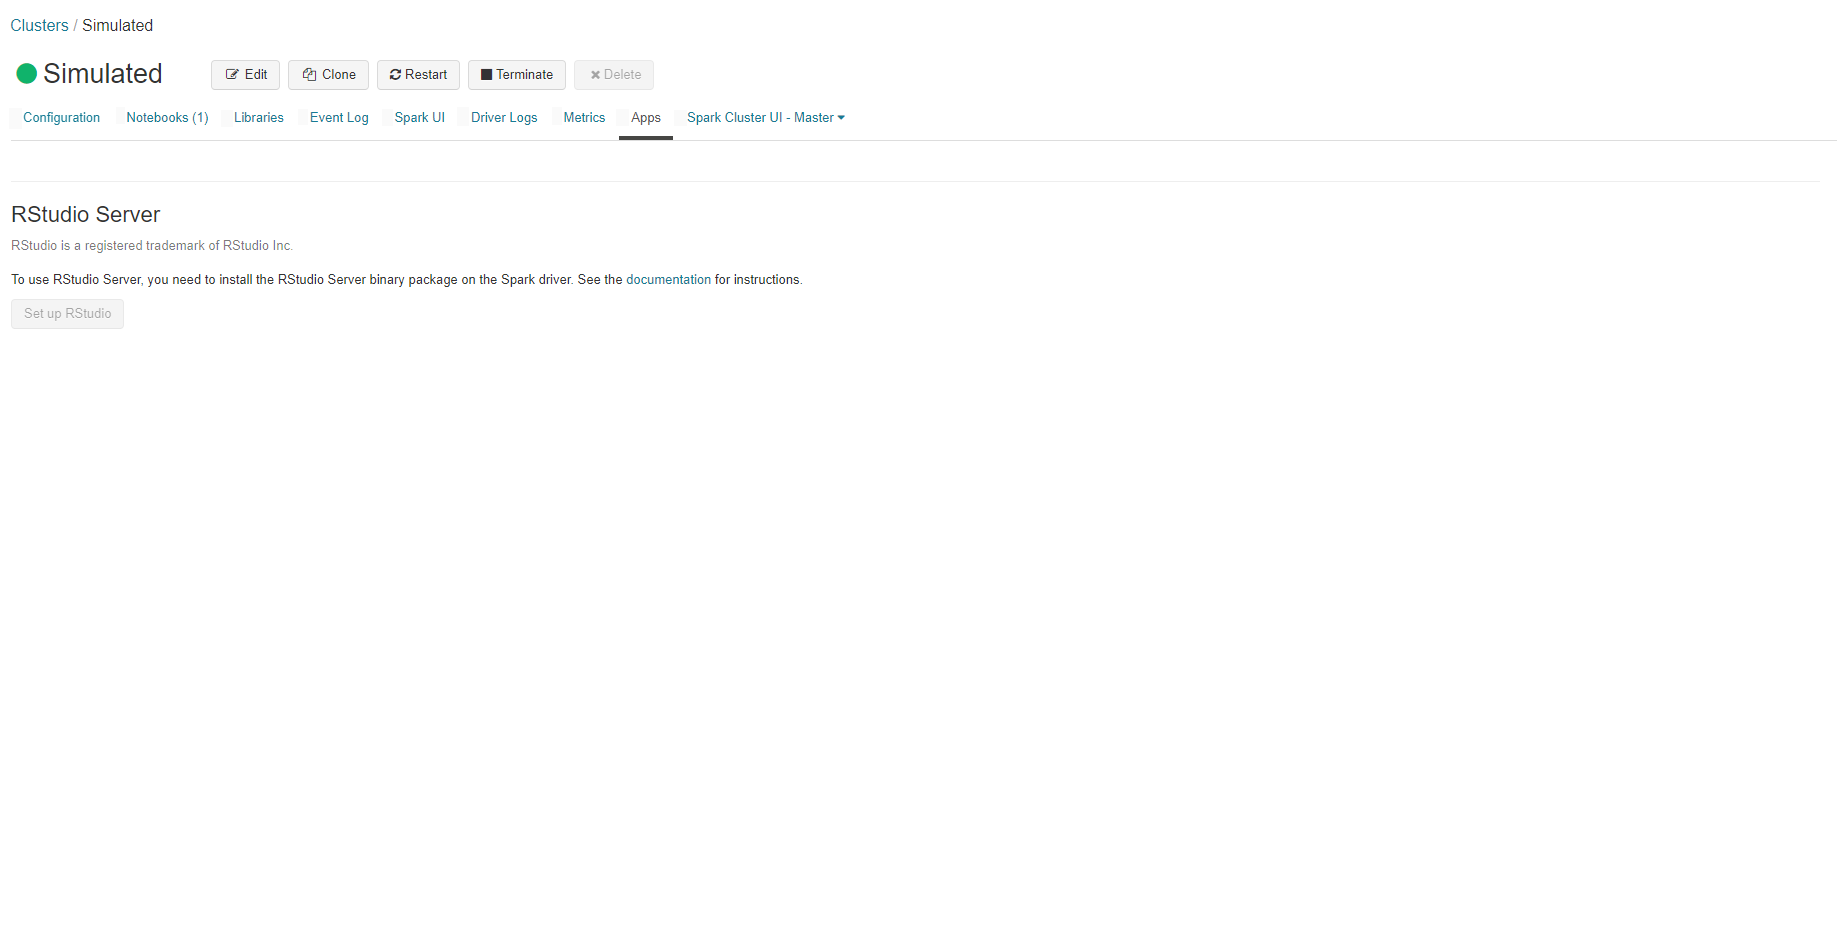 Clusters / Simulated
Simulated Edit Clone Restart Terminate Delete
Configuration Notebooks (1) Libraries Event Log Spark UI Driver Logs Metrics Apps Spark Cluster UI - Master
RStudio Server
RStudio is a registered trademark of RStudio Inc.
To use RStudio Server, you need to install the RStudio Server binary package on the Spark driver. See the documentation for instructions.
Set up RStudio